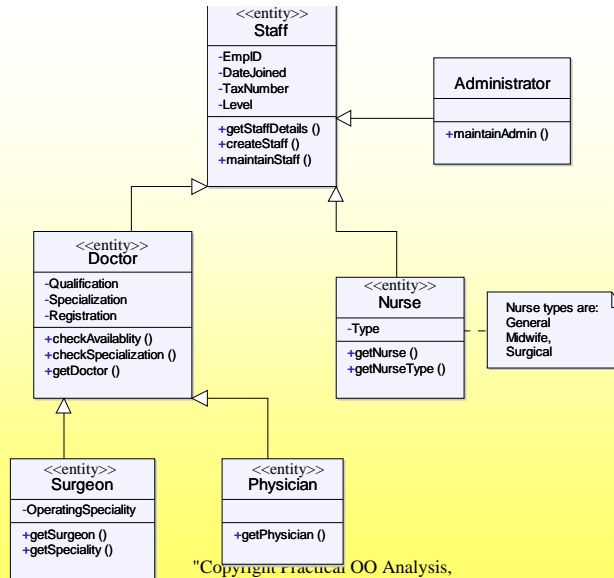 <<entity>>
Staff
-EmpID
-DateJoined
-TaxNumber
-Level
+getStaffDetails ()
+createStaff ()
+maintainStaff ()
Administrator
+maintainAdmin ()
<<entity>>
Doctor
-Qualification
-Specialization
-Registration
+checkAvailablity ()
+checkSpecialization ()
+getDoctor ()
<<entity>>
Nurse
-Type
+getNurse ()
+getNurseType ()
Nurse types are:
General
Midwife,
Surgical
<<entity>>
Surgeon
-OperatingSpeciality
+getSurgeon ()
+getSpeciality ()
<<entity>>
Physician
+getPhysician ()
"Copyright Practical OO Analysis,